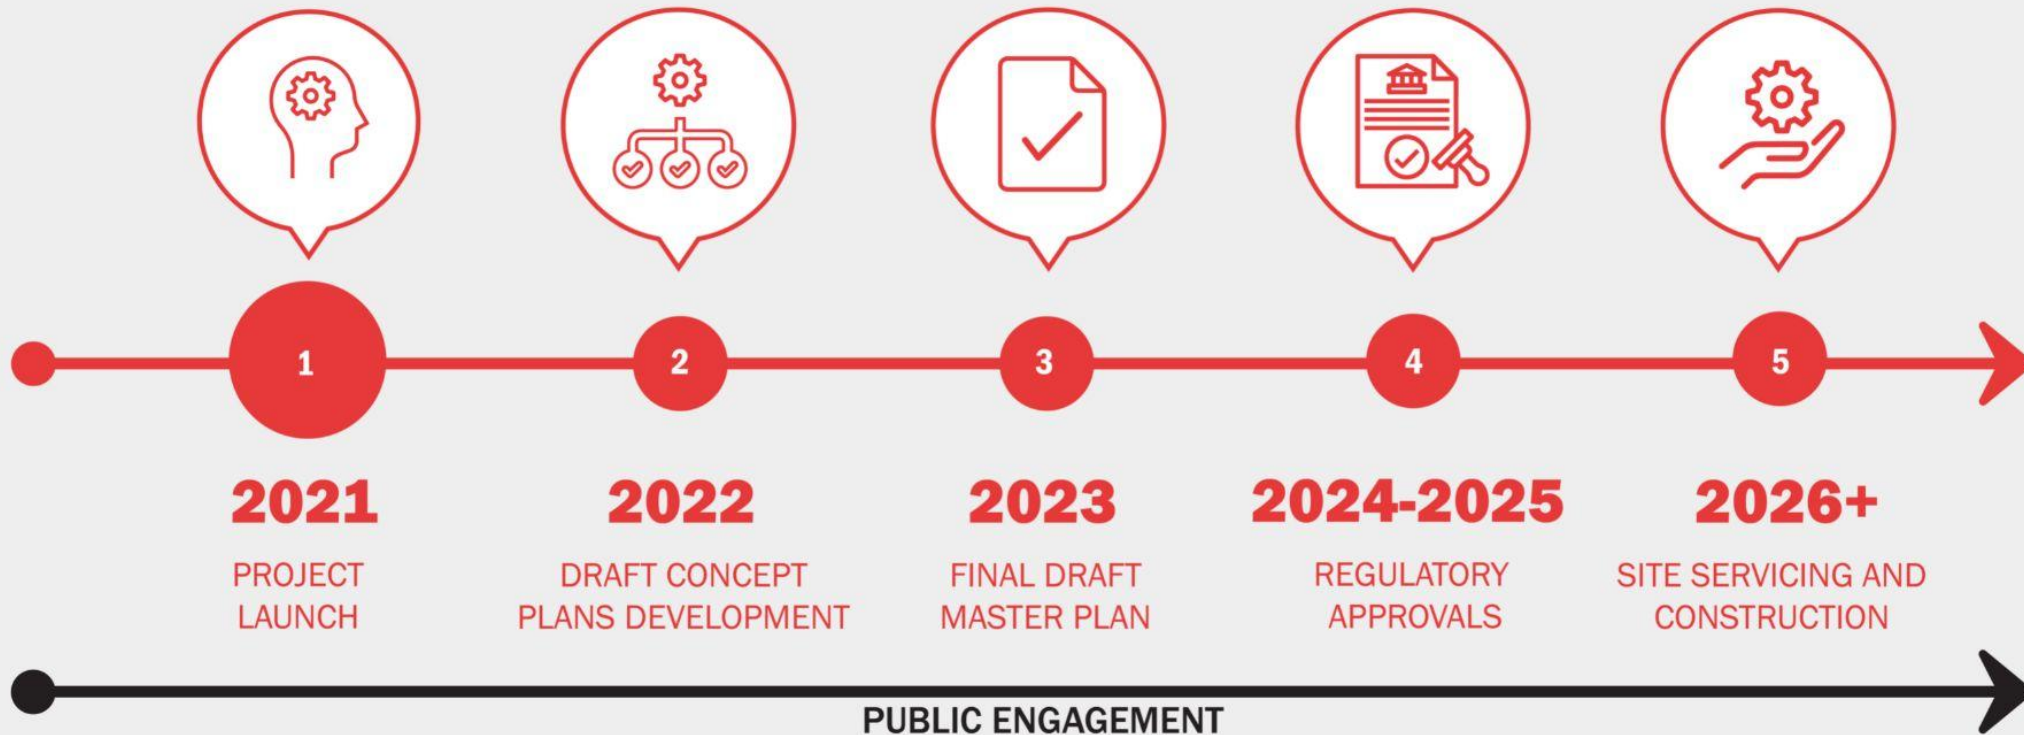 1
2
3
4
5
2021
2022
2023
2024-2025
2026+
PROJECT
LAUNCH
DRAFT CONCEPT
PLANS DEVELOPMENT
FINAL DRAFT
MASTER PLAN
REGULATORY
APPROVALS
SITE SERVICING AND
CONSTRUCTION
PUBLIC ENGAGEMENT